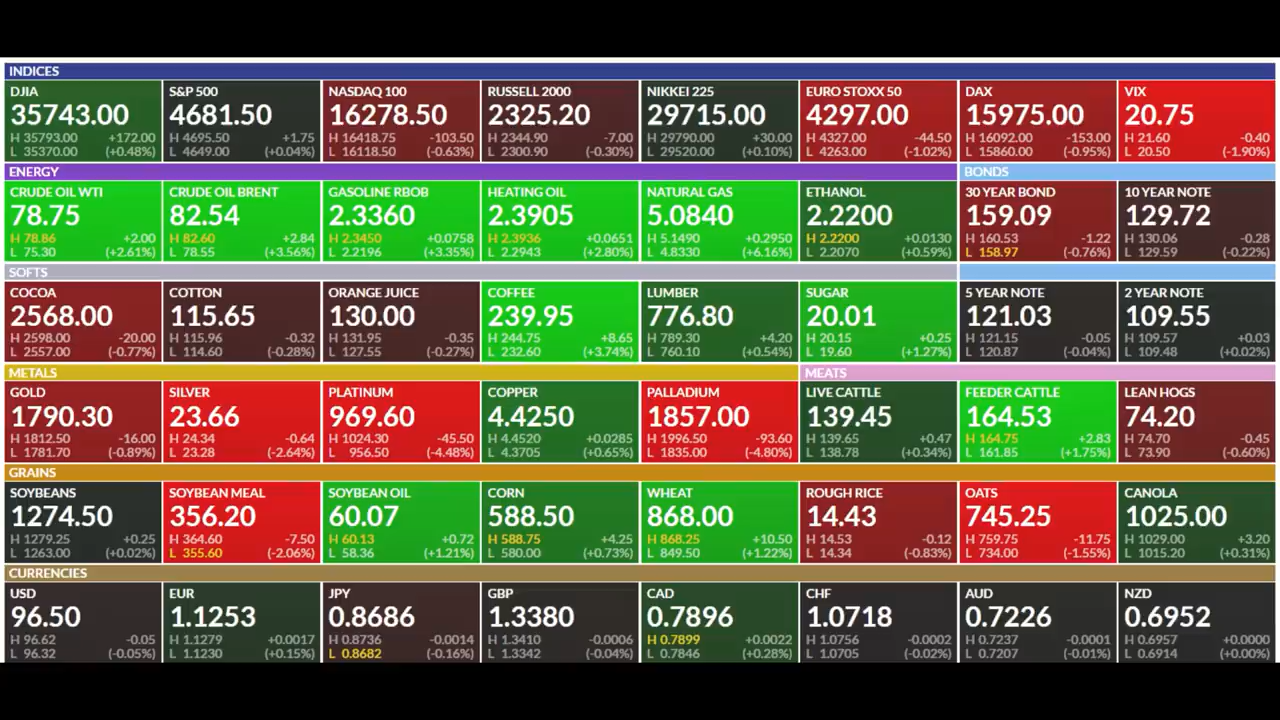 INDICES
DJIA S&P 500 NASDAQ 100 RUSSELL 2000 NIKKEI 225 EURO STOXX 50 DAX VIX
35743.00 4681.50 16278.50 2325.20 29715.00 4297.00 15975.00 20.75
H 35793.00 +172.00 H 4695.50 +1.75 H 16418.75 -103.50 H 2344.90 -7.00 H 29790.00 +30.00 H 4327.00 -44.50 H 16092.00 -153.00 H 21.60 -0.40
L 35370.00 (+0.48%) L 4649.00 (+0.04%) L 16118.50 (-0.63%) L 2300.90 (-0.30%) L 29520.00 (+0.10%) L 4263.00 (-1.02%) L 15860.00 (-0.95%) L 20.50 (-1.90%)
ENERGY BONDS
CRUDE OIL WTI CRUDE OIL BRENT GASOLINE RBOB HEATING OIL NATURAL GAS ETHANOL 30 YEAR BOND 10 YEAR NOTE
78.75 82.54 2.3360 2.3905 5.0840 2.2200 159.09 129.72
H 78.86 +2.00 H 82.60 +2.84 H 2.3450 +0.0758 H 2.3936 +0.0651 H 5.1490 +0.2950 H 2.2200 +0.0130 H 160.53 -1.22 H 130.06 -0.28
L 75.30 (+2.61%) L 78.55 (+3.56%) L 2.2196 (+3.35%) L 2.2943 (+2.80%) L 4.8330 (+6.16%) L 2.2070 (+0.59%) L 158.97 (-0.76%) L 129.59 (-0.22%)
SOFTS
COCOA COTTON ORANGE JUICE COFFEE LUMBER SUGAR 5 YEAR NOTE 2 YEAR NOTE
2568.00 115.65 130.00 239.95 776.80 20.01 121.03 109.55
H 2598.00 -20.00 H 115.96 -0.32 H 131.95 -0.35 H 244.75 +8.65 H 789.30 +4.20 H 20.15 +0.25 H 121.15 -0.05 H 109.57 +0.03
L 2557.00 (-0.77%) L 114.60 (-0.28%) L 127.55 (-0.27%) L 232.60 (+3.74%) L 760.10 (+0.54%) L 19.60 (+1.27%) L 120.87 (-0.04%) L 109.48 (+0.02%)
METALS MEATS
GOLD SILVER PLATINUM COPPER PALLADIUM LIVE CATTLE FEEDER CATTLE LEAN HOGS
1790.30 23.66 969.60 4.4250 1857.00 139.45 164.53 74.20
H 1812.50 -16.00 H 24.34 -0.64 H 1024.30 -45.50 H 4.4520 +0.0285 H 1996.50 -93.60 H 139.65 +0.47 H 164.75 +2.83 H 74.70 -0.45
L 1781.70 (-0.89%) L 23.28 (-2.64%) L 956.50 (-4.48%) L 4.3705 (+0.65%) L 1835.00 (-4.80%) L 138.78 (+0.34%) L 161.85 (+1.75%) L 73.90 (-0.60%)
GRAINS
SOYBEANS SOYBEAN MEAL SOYBEAN OIL CORN WHEAT ROUGH RICE OATS CANOLA
1274.50 356.20 60.07 588.50 868.00 14.43 745.25 1025.00
H 1279.25 +0.25 H 364.60 -7.50 H 60.13 +0.72 H 588.75 +4.25 H 868.25 +10.50 H 14.53 -0.12 H 759.75 -11.75 H 1029.00 +3.20
L 1263.00 (+0.02%) L 355.60 (-2.06%) L 58.36 (+1.21%) L 580.00 (+0.73%) L 849.50 (+1.22%) L 14.34 (-0.83%) L 734.00 (-1.55%) L 1015.20 (+0.31%)
CURRENCIES
USD EUR JPY GBP CAD CHF AUD NZD
96.50 1.1253 0.8686 1.3380 0.7896 1.0718 0.7226 0.6952
H 96.62 -0.05 H 1.1279 +0.0017 H 0.8736 -0.0014 H 1.3410 -0.0006 H 0.7899 +0.0022 H 1.0756 -0.0002 H 0.7237 -0.0001 H 0.6957 +0.0000
L 96.32 (-0.05%) L 1.1230 (+0.15%) L 0.8682 (-0.16%) L 1.3342 (-0.04%) L 0.7846 (+0.28%) L 1.0705 (-0.02%) L 0.7207 (-0.01%) L 0.6914 (+0.00%)